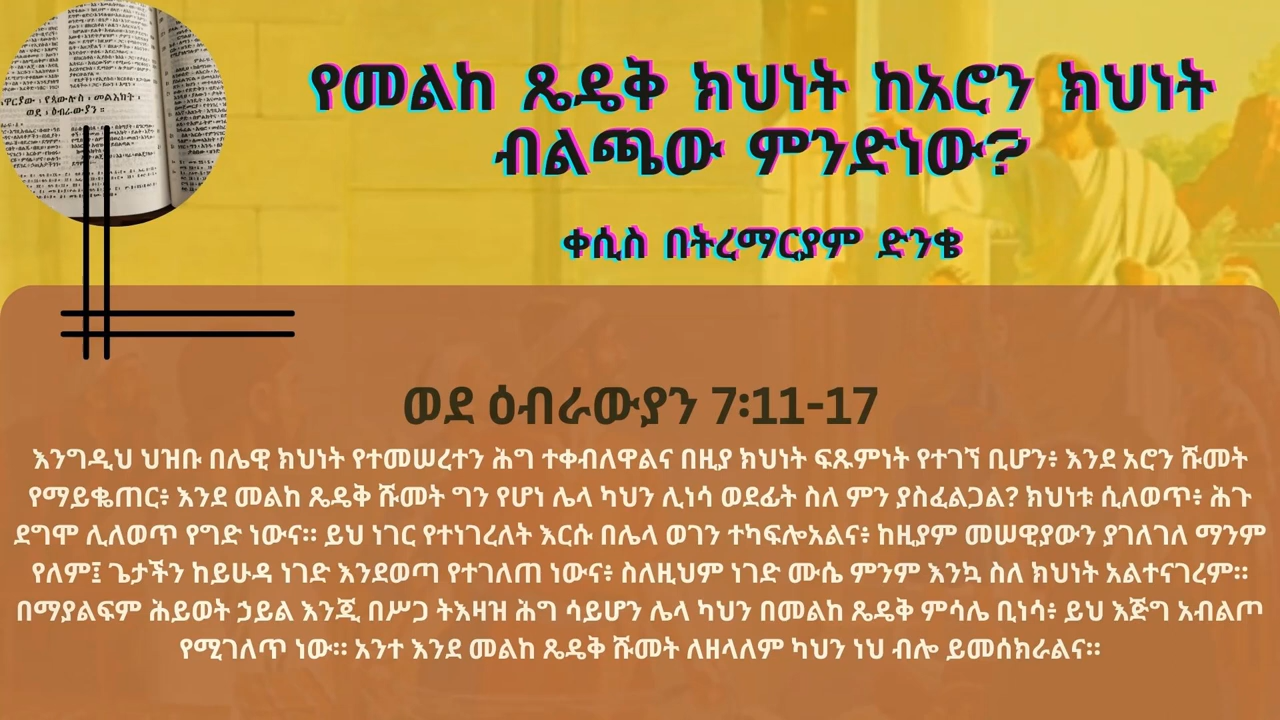 ዋርያው ፡ የጳውሎስ ፡ መልእክት ፡
ወደ ፡ ዕብራውያን ፡፡
የመልከ ጼዴቅ ክህነት ከአሮን ክህነት
ብልጫው ምንድነው?
ቀሲስ በትረማርያም ድንቄ
ወደ ዕብራውያን 7፡11-17
እንግዲህ ህዝቡ በሌዊ ክህነት የተመሠረተን ሕግ ተቀብለዋልና በዚያ ክህነት ፍጹምነት የተገኘ ቢሆን፥ እንደ አሮን ሹመት
የማይቈጠር፥ እንደ መልከ ጼዴቅ ሹመት ግን የሆነ ሌላ ካህን ሊነሳ ወደፊት ስለ ምን ያስፈልጋል? ክህነቱ ሲለወጥ፥ ሕጉ
ደግሞ ሊለወጥ የግድ ነውና። ይህ ነገር የተነገረለት እርሱ በሌላ ወገን ተካፍሎአልና፥ ከዚያም መሠዊያውን ያገለገለ ማንም
የለም፤ ጌታችን ከይሁዳ ነገድ እንደወጣ የተገለጠ ነውና፥ ስለዚህም ነገድ ሙሴ ምንም እንኳ ስለ ክህነት አልተናገረም።
በማያልፍም ሕይወት ኃይል እንጂ በሥጋ ትእዛዝ ሕግ ሳይሆን ሌላ ካህን በመልከ ጼዴቅ ምሳሌ ቢነሳ፥ ይህ እጅግ አብልጦ
የሚገለጥ ነው። አንተ እንደ መልከ ጼዴቅ ሹመት ለዘላለም ካህን ነህ ብሎ ይመሰክራልና።